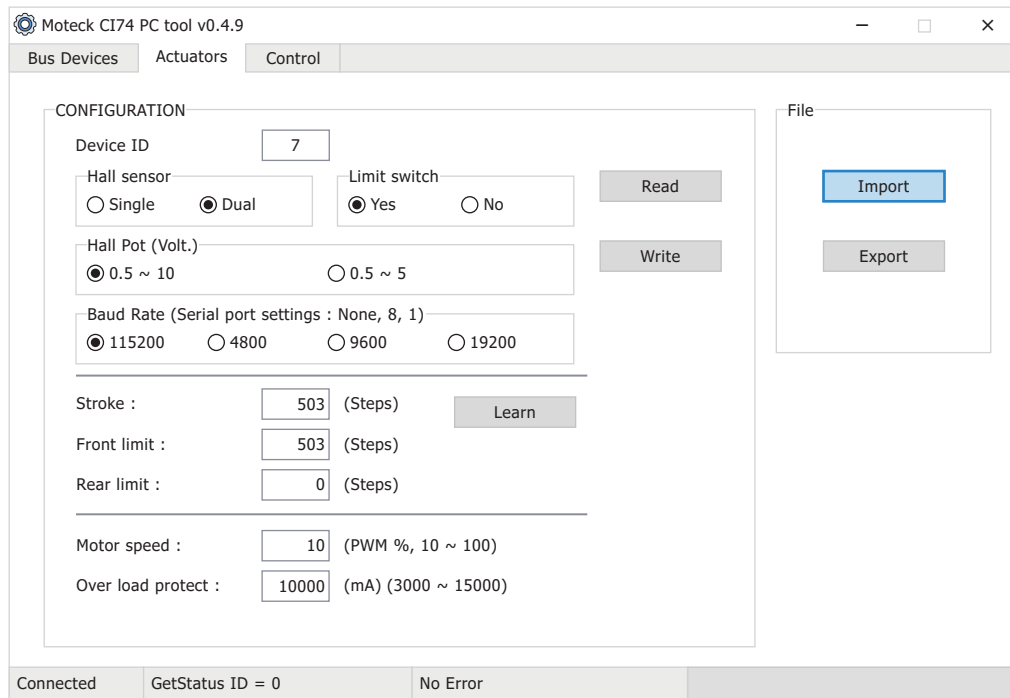 Moteck CI74 PC tool v0.4.9
Bus Devices Actuators Control
CONFIGURATION
Device ID 7
Hall sensor
Single Dual
Limit switch
Yes No
Read
Hall Pot (Volt.)
0.5 ~ 10 0.5 ~ 5
Write
Baud Rate (Serial port settings : None, 8, 1)
115200 4800 9600 19200
Stroke : 503 (Steps)
Learn
Front limit : 503 (Steps)
Rear limit : 0 (Steps)
Motor speed : 10 (PWM %, 10 ~ 100)
Over load protect : 10000 (mA) (3000 ~ 15000)
File
Import
Export
Connected GetStatus ID = 0 No Error